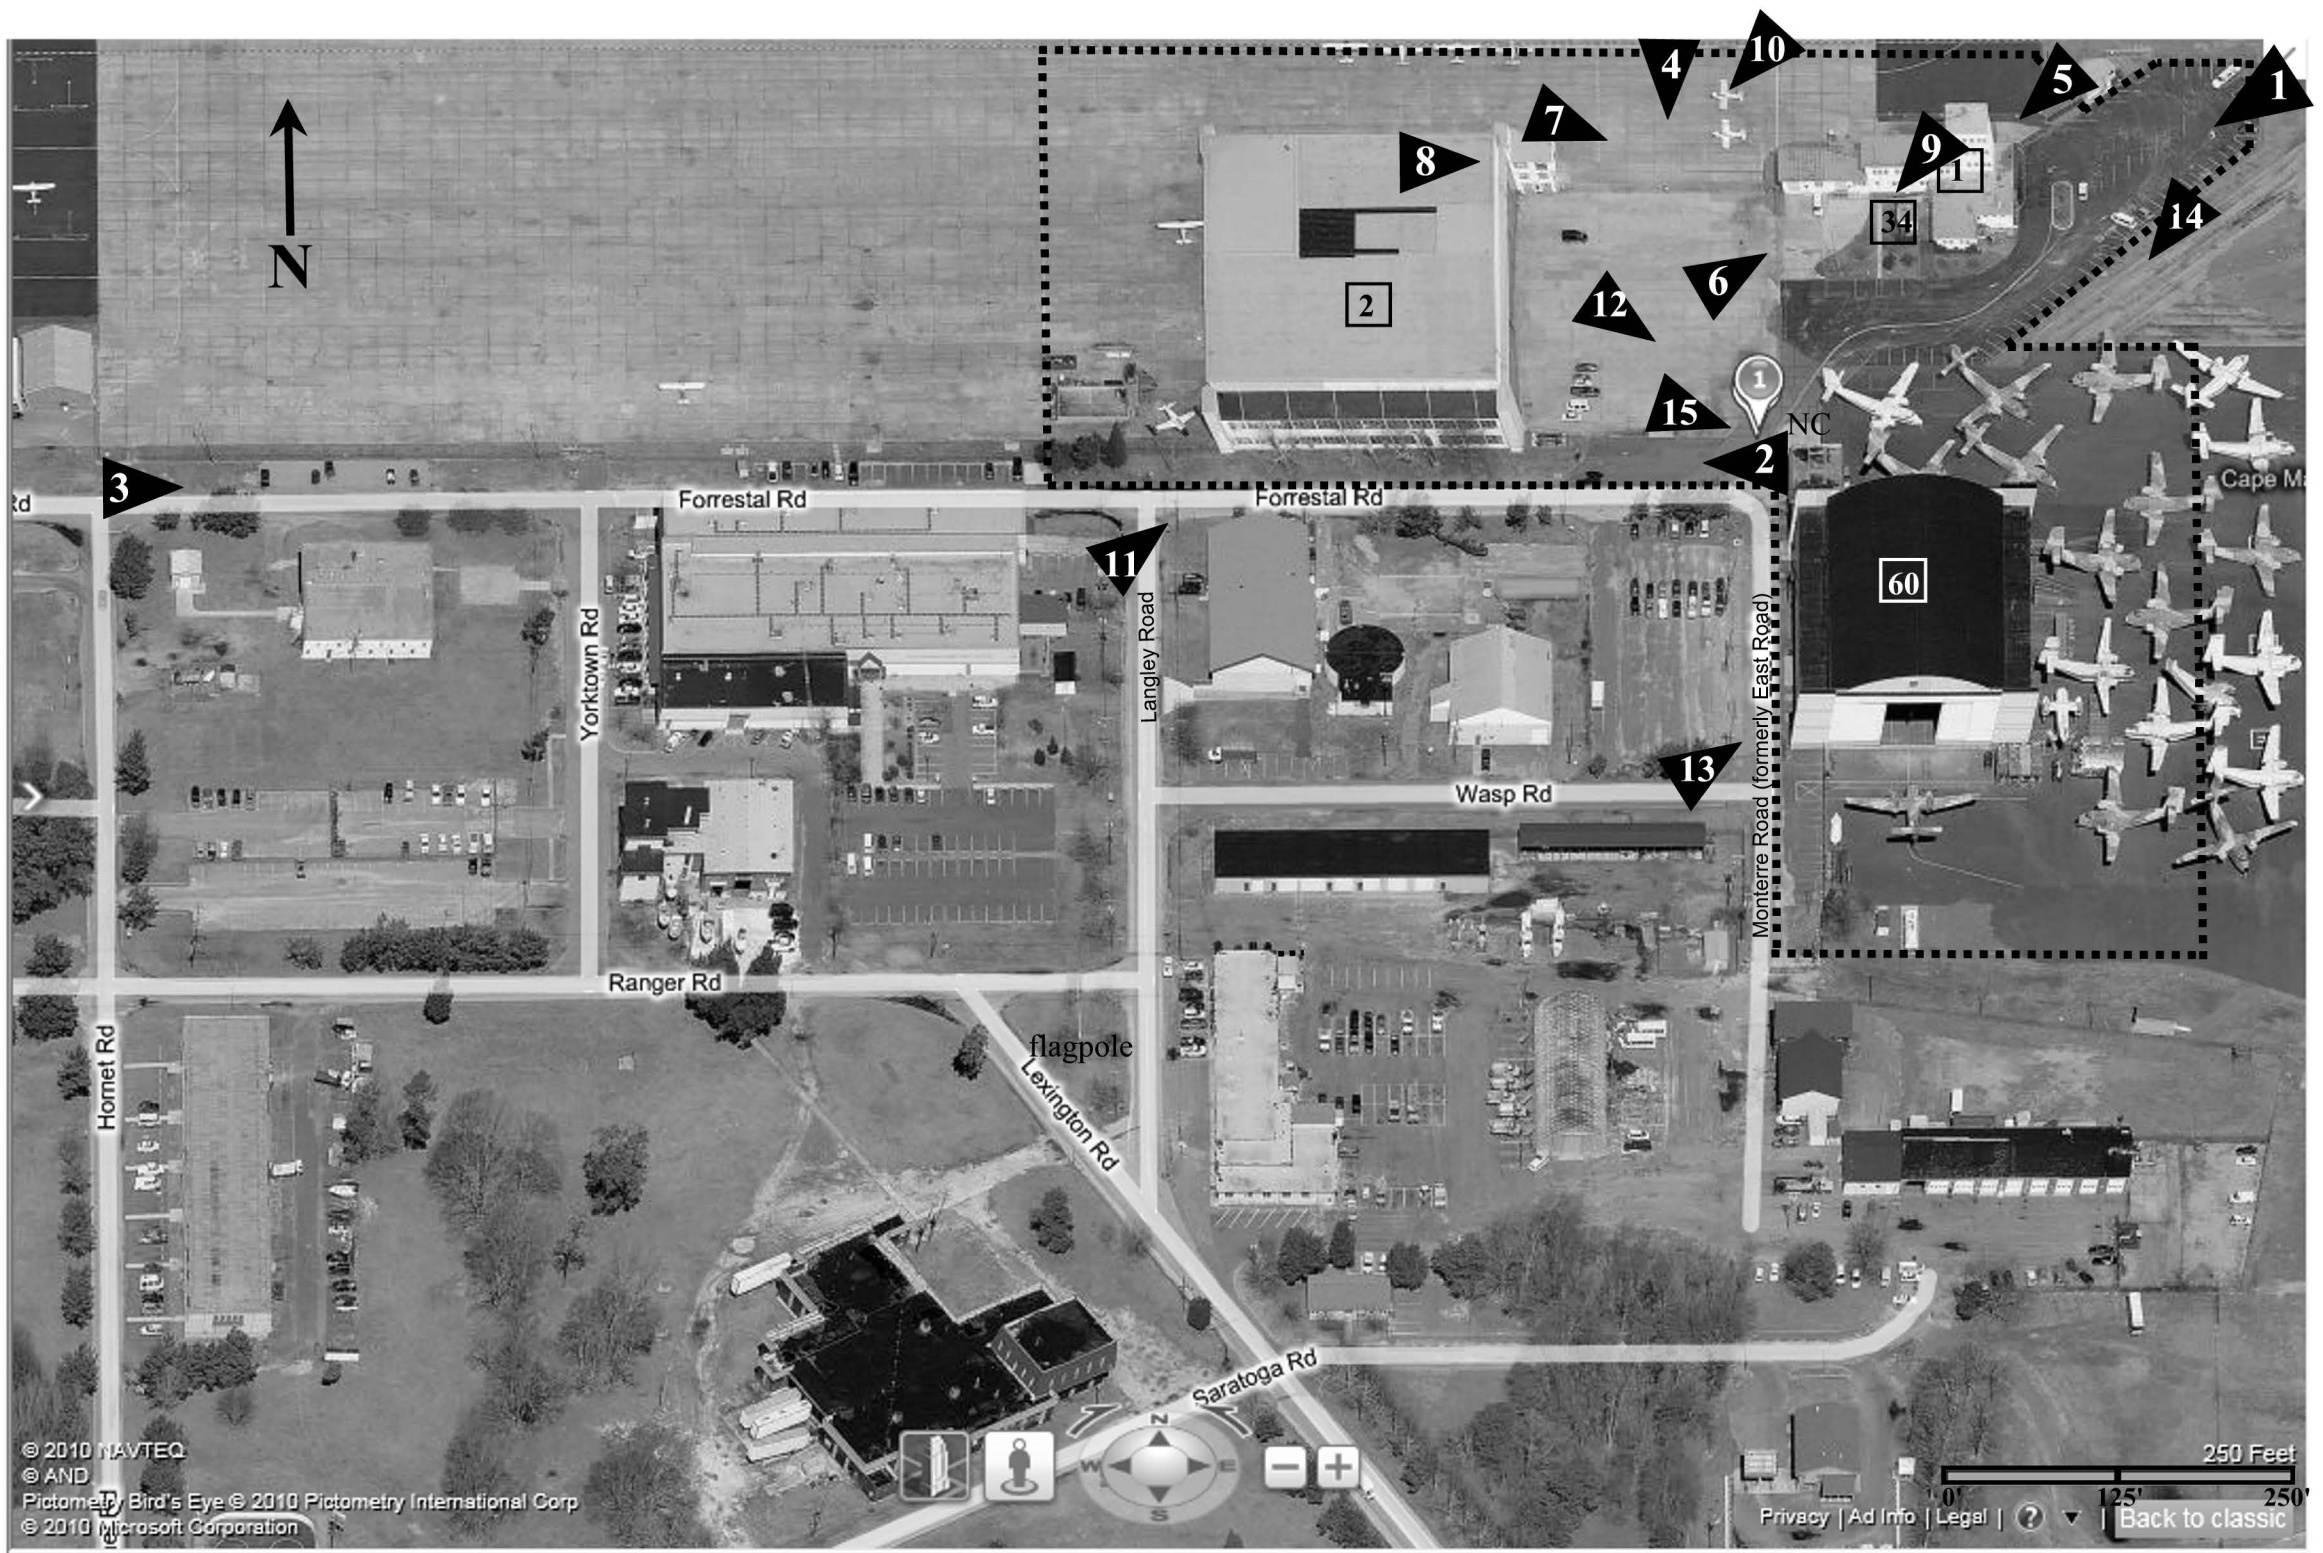 10
4
5
1
7
8
9
1
14
N
34
6
12
2
1
15
NC
2
3
Rd
Forrestal Rd
Forrestal Rd
Cape Ma
11
60
Yorktown Rd
Langley Road
Monterre Road (formerly East Road)
13
Wasp Rd
Ranger Rd
flagpole
Hornet Rd
Lexington Rd
Saratoga Rd
N
W
E
S
© 2010 NAVTEQ
© AND
Pictometry Bird's Eye © 2010 Pictometry International Corp
© 2010 Microsoft Corporation
250 Feet
0' 125' 250'
Privacy | Ad Info | Legal | ? | Back to classic